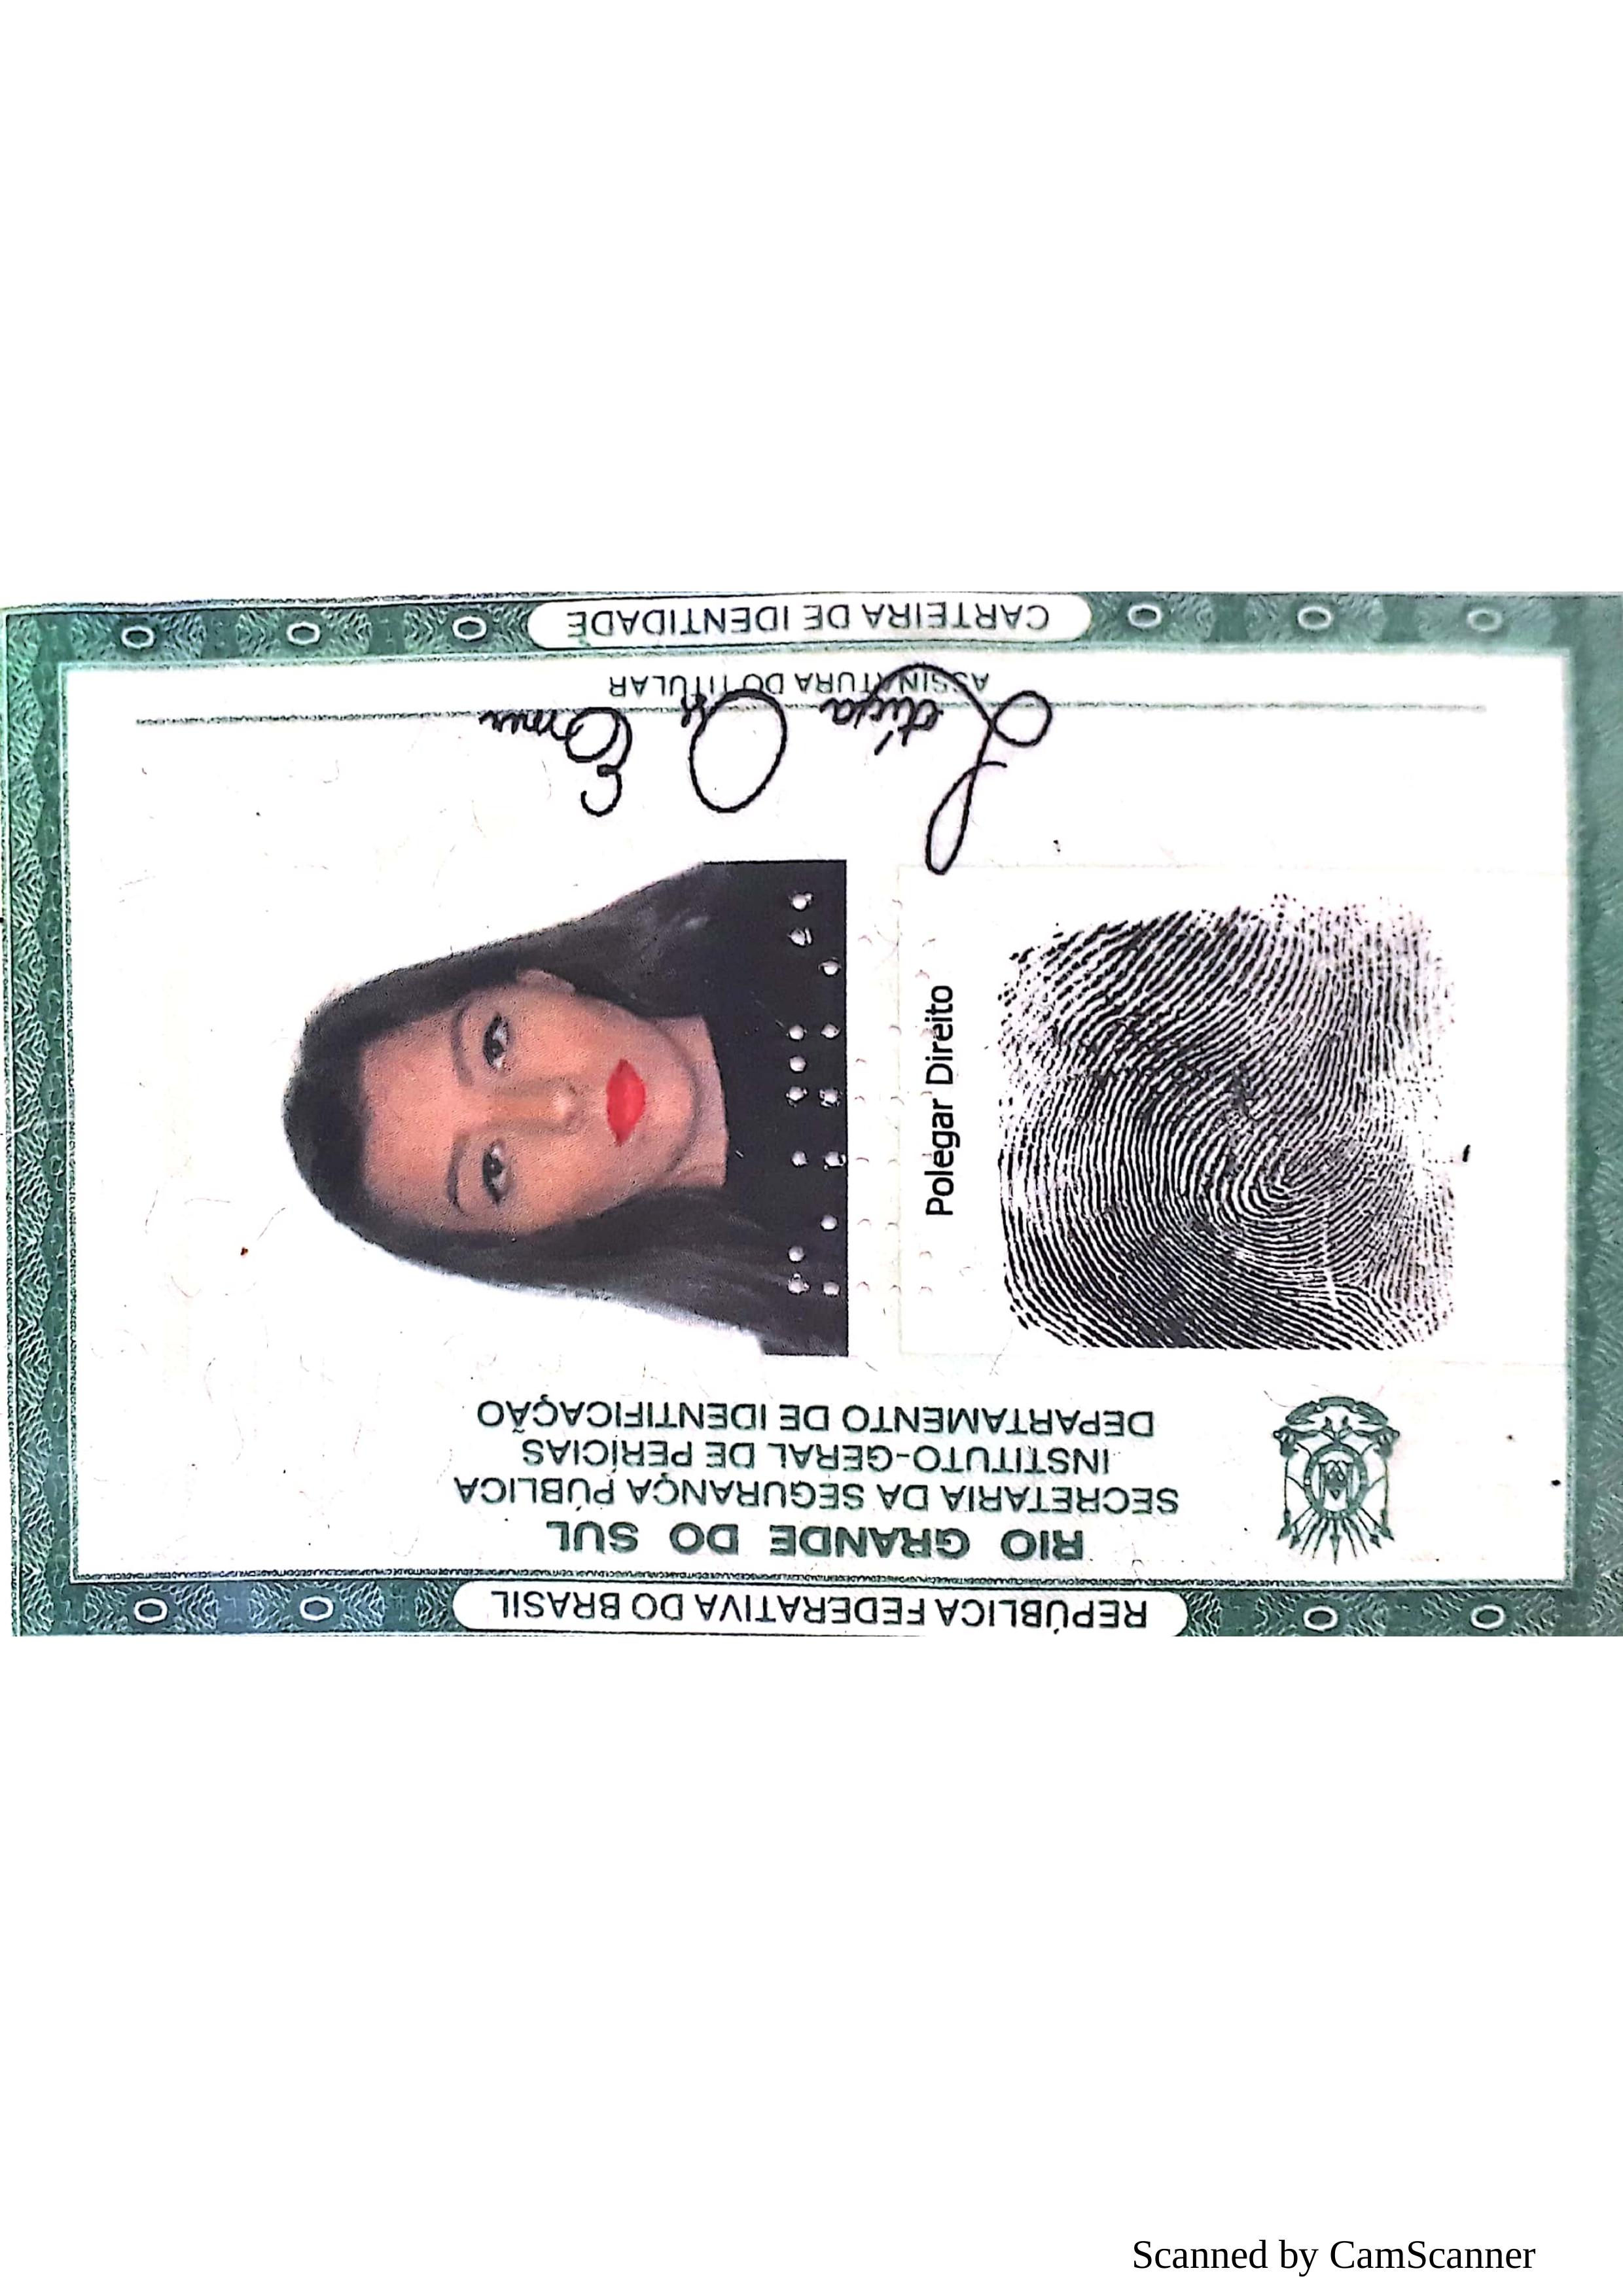 REPÚBLICA FEDERATIVA DO BRASIL
RIO GRANDE DO SUL
SECRETARIA DA SEGURANÇA PÚBLICA
INSTITUTO-GERAL DE PERÍCIAS
DEPARTAMENTO DE IDENTIFICAÇÃO
Polegar Direito
ASSINATURA DO TITULAR
CARTEIRA DE IDENTIDADE
Scanned by CamScanner